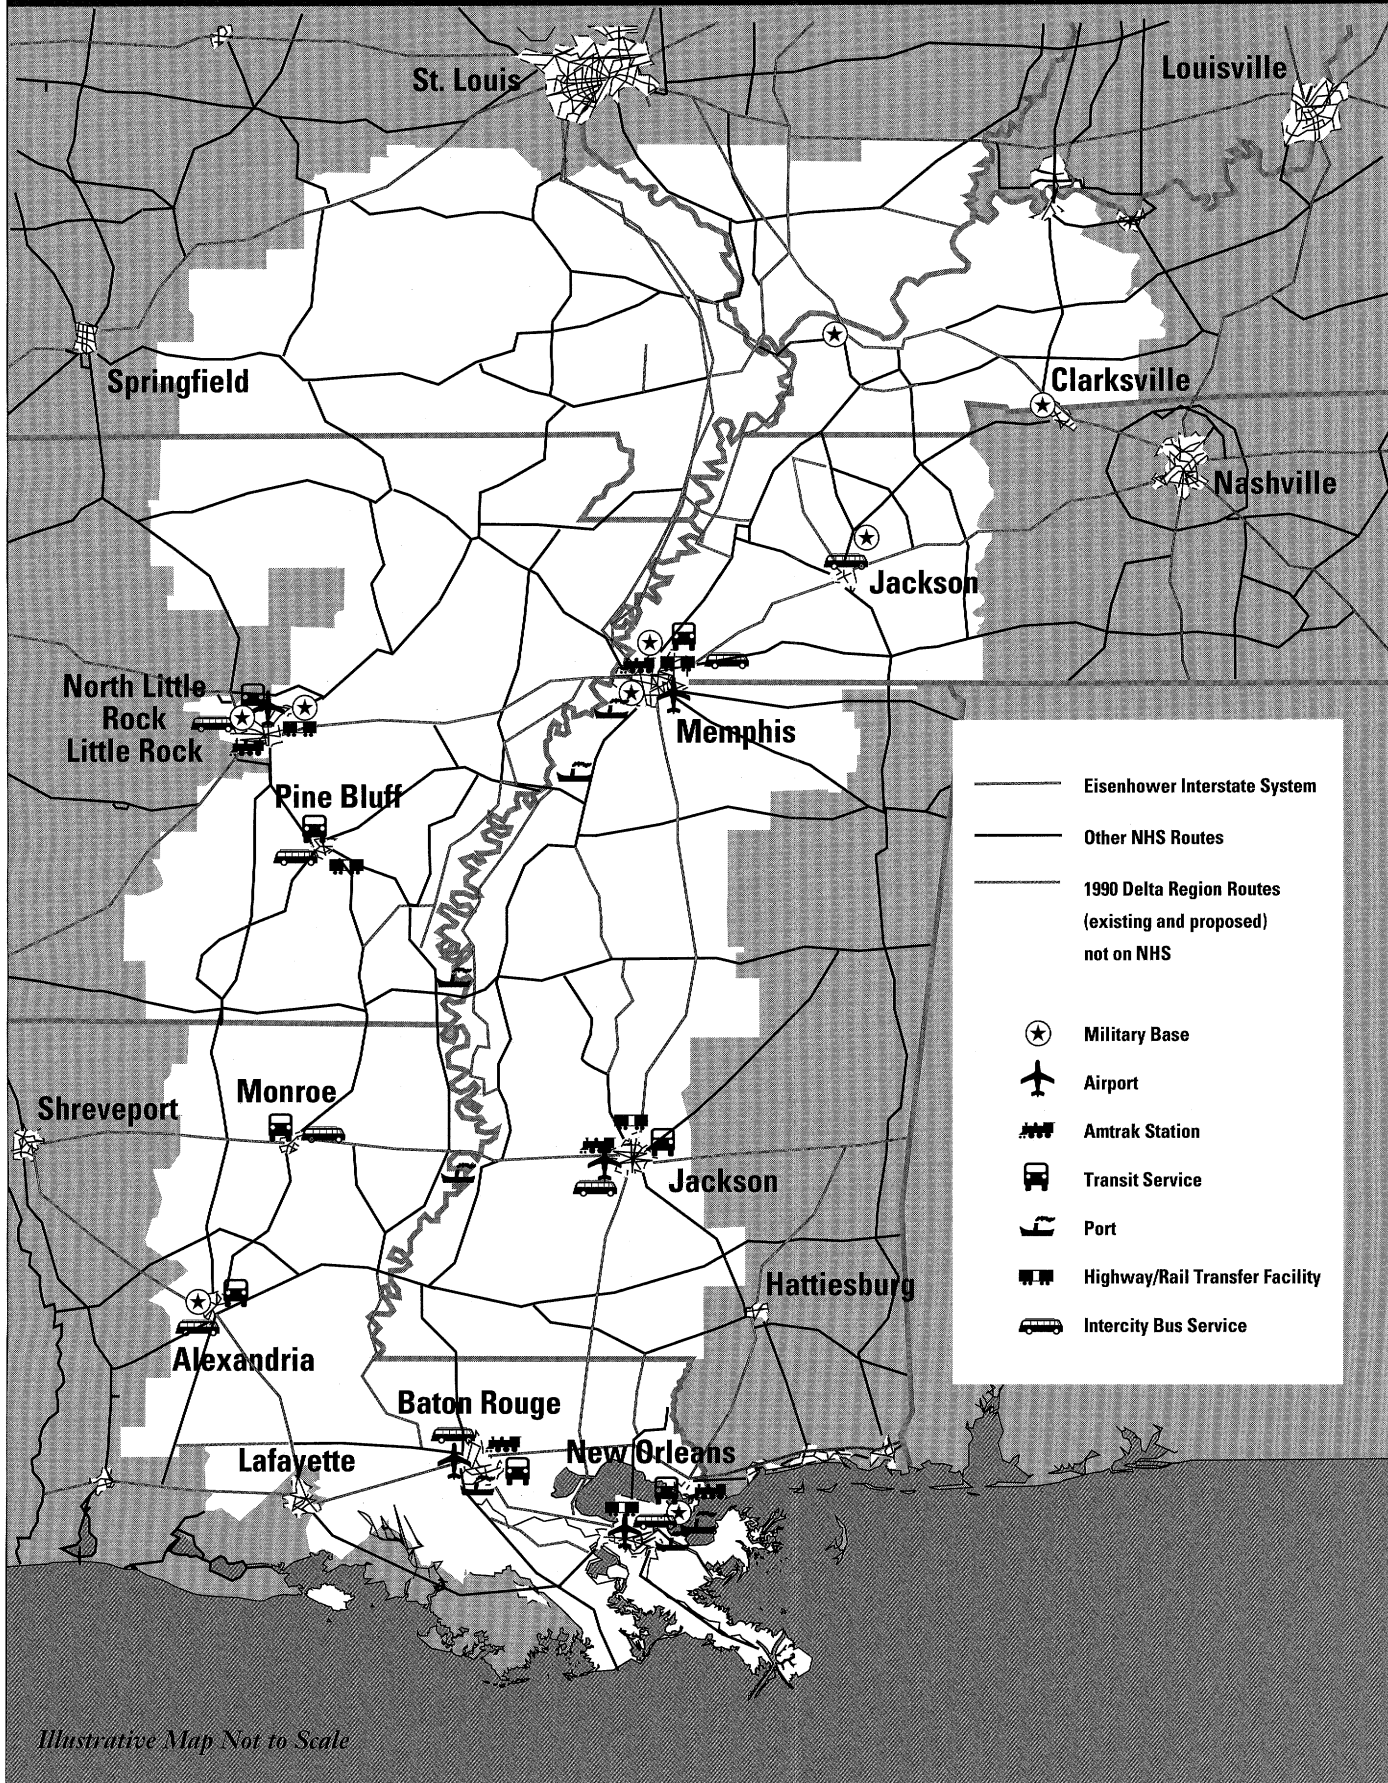 St. Louis
Louisville
Springfield
Clarksville
Nashville
Jackson
North Little
Rock
Little Rock
Memphis
Pine Bluff
Eisenhower Interstate System
Other NHS Routes
1990 Delta Region Routes
(existing and proposed)
not on NHS
Military Base
Airport
Amtrak Station
Transit Service
Port
Highway/Rail Transfer Facility
Intercity Bus Service
Shreveport
Monroe
Jackson
Hattiesburg
Alexandria
Baton Rouge
New Orleans
Lafayette
Illustrative Map Not to Scale